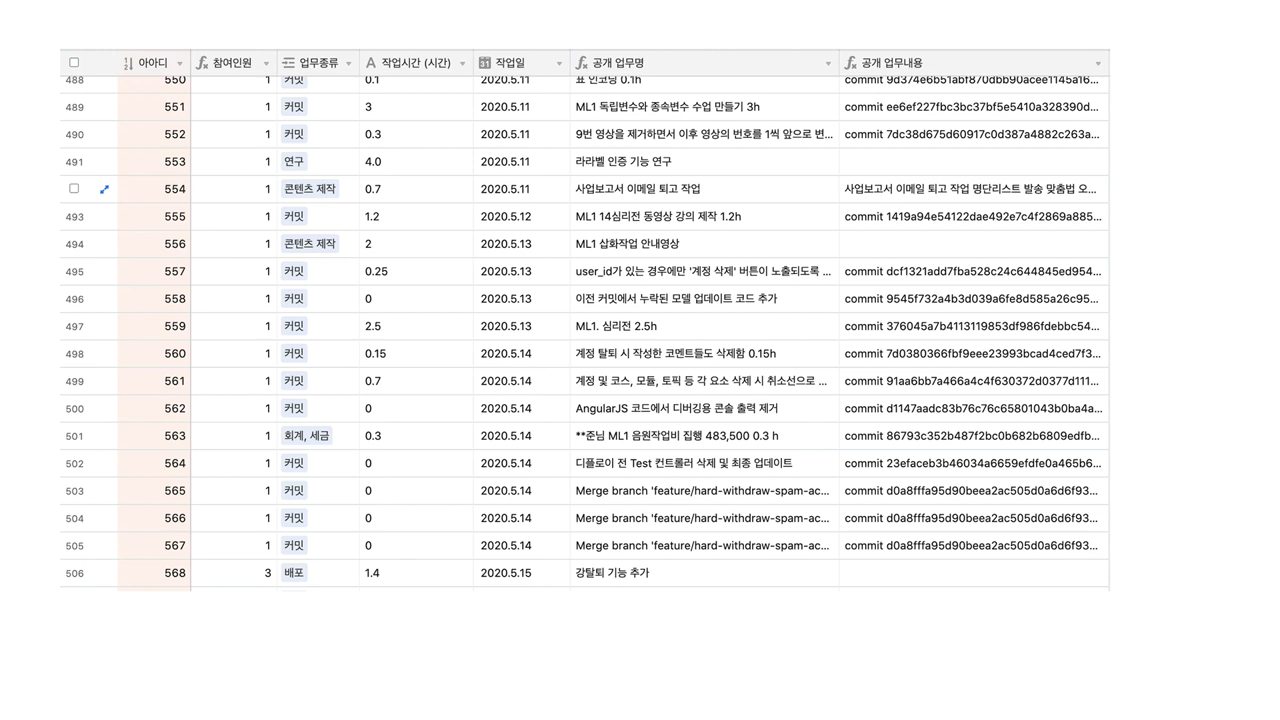 아아디 참여인원 업무종류 작업시간 (시간) 작업일 공개 업무명 공개 업무내용
488 550 1 커밋 0.1 2020.5.11 표 인코딩 0.1h commit 9d374e6b51abf870dbb90acee1145a16...
489 551 1 커밋 3 2020.5.11 ML1 독립변수와 종속변수 수업 만들기 3h commit ee6ef227fbc3bc37bf5e5410a328390d...
490 552 1 커밋 0.3 2020.5.11 9번 영상을 제거하면서 이후 영상의 번호를 1씩 앞으로 변... commit 7dc38d675d60917c0d387a4882c263a...
491 553 1 연구 4.0 2020.5.11 라라벨 인증 기능 연구
554 1 콘텐츠 제작 0.7 2020.5.11 사업보고서 이메일 퇴고 작업 사업보고서 이메일 퇴고 작업 명단리스트 발송 맞춤법 오...
493 555 1 커밋 1.2 2020.5.12 ML1 14심리전 동영상 강의 제작 1.2h commit 1419a94e54122dae492e7c4f2869a885...
494 556 1 콘텐츠 제작 2 2020.5.13 ML1 삽화작업 안내영상
495 557 1 커밋 0.25 2020.5.13 user_id가 있는 경우에만 '계정 삭제' 버튼이 노출되도록 ... commit dcf1321add7fba528c24c644845ed954...
496 558 1 커밋 0 2020.5.13 이전 커밋에서 누락된 모델 업데이트 코드 추가 commit 9545f732a4b3d039a6fe8d585a26c95...
497 559 1 커밋 2.5 2020.5.13 ML1. 심리전 2.5h commit 376045a7b4113119853df986fdebbc54...
498 560 1 커밋 0.15 2020.5.14 계정 탈퇴 시 작성한 코멘트들도 삭제함 0.15h commit 7d0380366fbf9eee23993bcad4ced7f3...
499 561 1 커밋 0.7 2020.5.14 계정 및 코스, 모듈, 토픽 등 각 요소 삭제 시 취소선으로 ... commit 91aa6bb7a466a4c4f630372d0377d111...
500 562 1 커밋 0 2020.5.14 AngularJS 코드에서 디버깅용 콘솔 출력 제거 commit d1147aadc83b76c76c65801043b0ba4a...
501 563 1 회계, 세금 0.3 2020.5.14 **준님 ML1 음원작업비 집행 483,500 0.3 h commit 86793c352b487f2bc0b682b6809edfb...
502 564 1 커밋 0 2020.5.14 디플로이 전 Test 컨트롤러 삭제 및 최종 업데이트 commit 23efaceb3b46034a6659efdfe0a465b6...
503 565 1 커밋 0 2020.5.14 Merge branch 'feature/hard-withdraw-spam-ac... commit d0a8fffa95d90beea2ac505d0a6d6f93...
504 566 1 커밋 0 2020.5.14 Merge branch 'feature/hard-withdraw-spam-ac... commit d0a8fffa95d90beea2ac505d0a6d6f93...
505 567 1 커밋 0 2020.5.14 Merge branch 'feature/hard-withdraw-spam-ac... commit d0a8fffa95d90beea2ac505d0a6d6f93...
506 568 3 배포 1.4 2020.5.15 강탈퇴 기능 추가